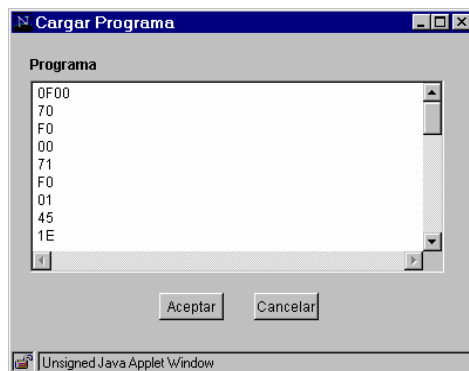 Cargar Programa
Programa
0F00
70
F0
00
71
F0
01
45
1E
Aceptar Cancelar
Unsigned Java Applet Window